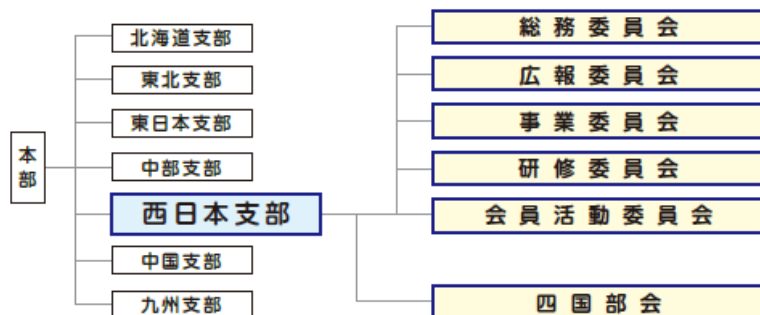 本部
北海道支部
東北支部
東日本支部
中部支部
西日本支部
中国支部
九州支部
総務委員会
広報委員会
事業委員会
研修委員会
会員活動委員会
四国部会